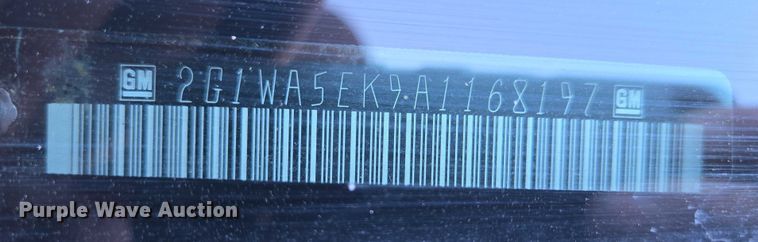 GM 2G1WA5EK9A1168197 GM
Purple Wave Auction